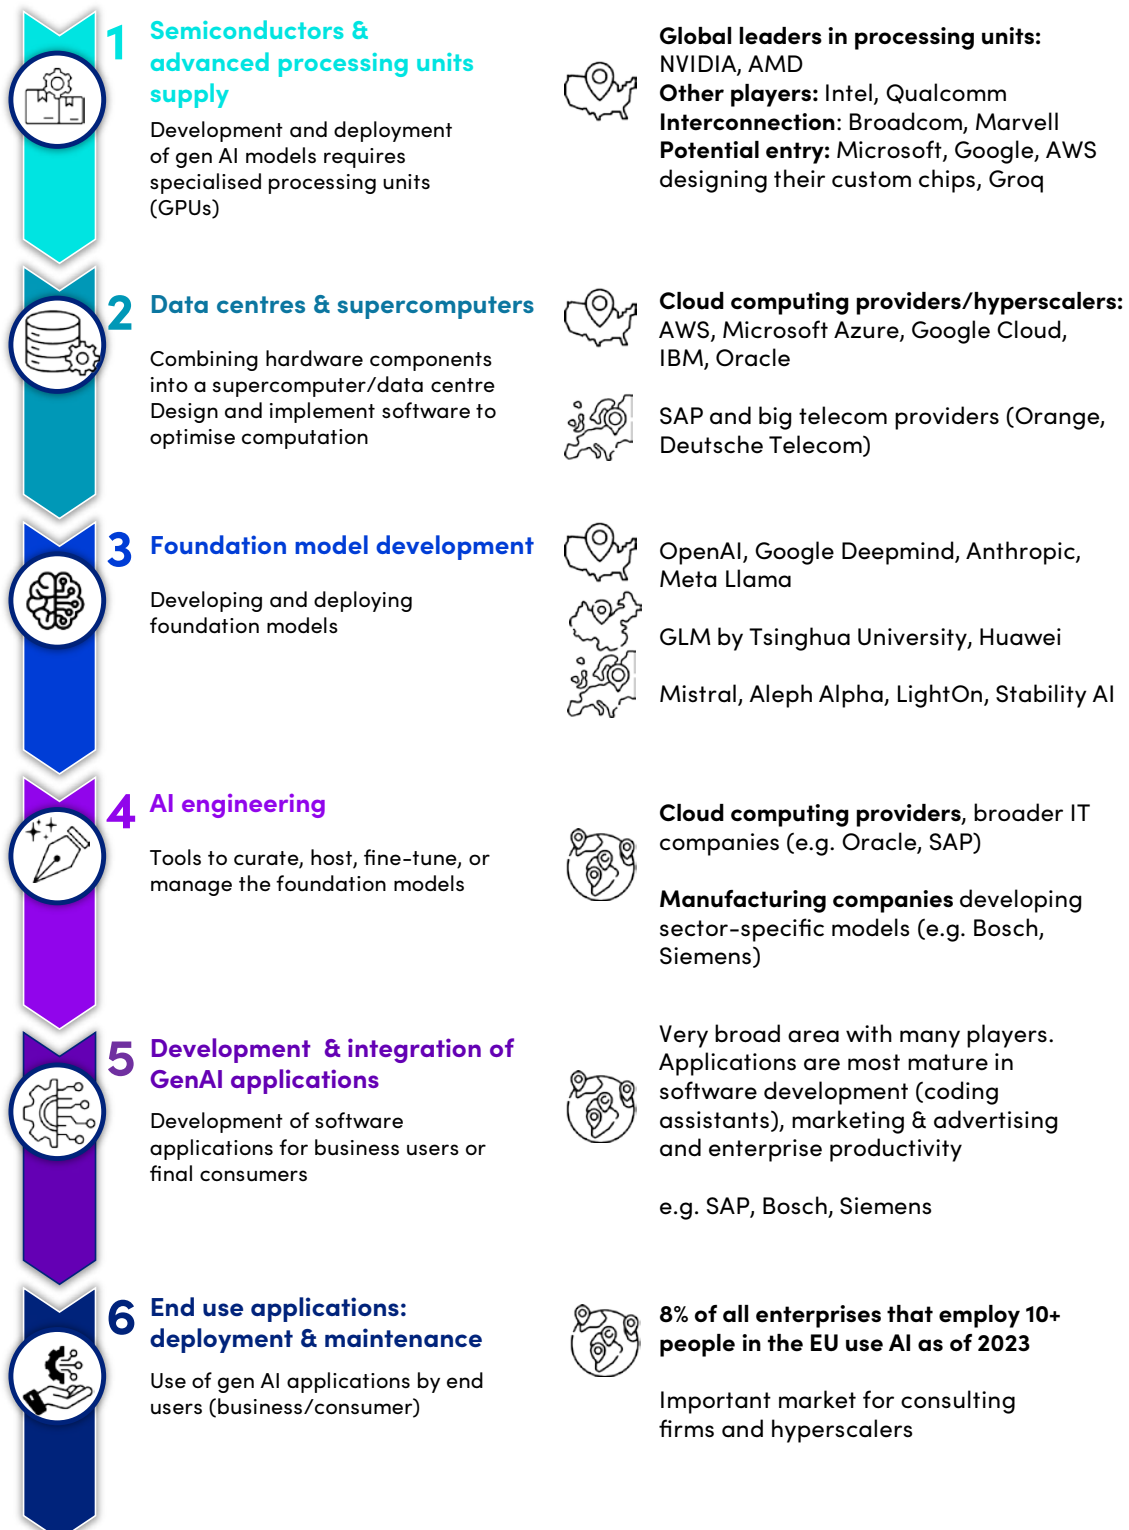 1
Semiconductors &
advanced processing units
supply
Development and deployment
of gen AI models requires
specialised processing units
(GPUs)
Global leaders in processing units:
NVIDIA, AMD
Other players: Intel, Qualcomm
Interconnection: Broadcom, Marvell
Potential entry: Microsoft, Google, AWS
designing their custom chips, Groq
2
Data centres & supercomputers
Combining hardware components
into a supercomputer/data centre
Design and implement software to
optimise computation
Cloud computing providers/hyperscalers:
AWS, Microsoft Azure, Google Cloud,
IBM, Oracle
SAP and big telecom providers (Orange,
Deutsche Telecom)
3
Foundation model development
Developing and deploying
foundation models
OpenAI, Google Deepmind, Anthropic,
Meta Llama
GLM by Tsinghua University, Huawei
Mistral, Aleph Alpha, LightOn, Stability AI
4
AI engineering
Tools to curate, host, fine-tune, or
manage the foundation models
Cloud computing providers, broader IT
companies (e.g. Oracle, SAP)
Manufacturing companies developing
sector-specific models (e.g. Bosch,
Siemens)
5
Development & integration of
GenAI applications
Development of software
applications for business users or
final consumers
Very broad area with many players.
Applications are most mature in
software development (coding
assistants), marketing & advertising
and enterprise productivity
e.g. SAP, Bosch, Siemens
6
End use applications:
deployment & maintenance
Use of gen AI applications by end
users (business/consumer)
8% of all enterprises that employ 10+
people in the EU use AI as of 2023
Important market for consulting
firms and hyperscalers